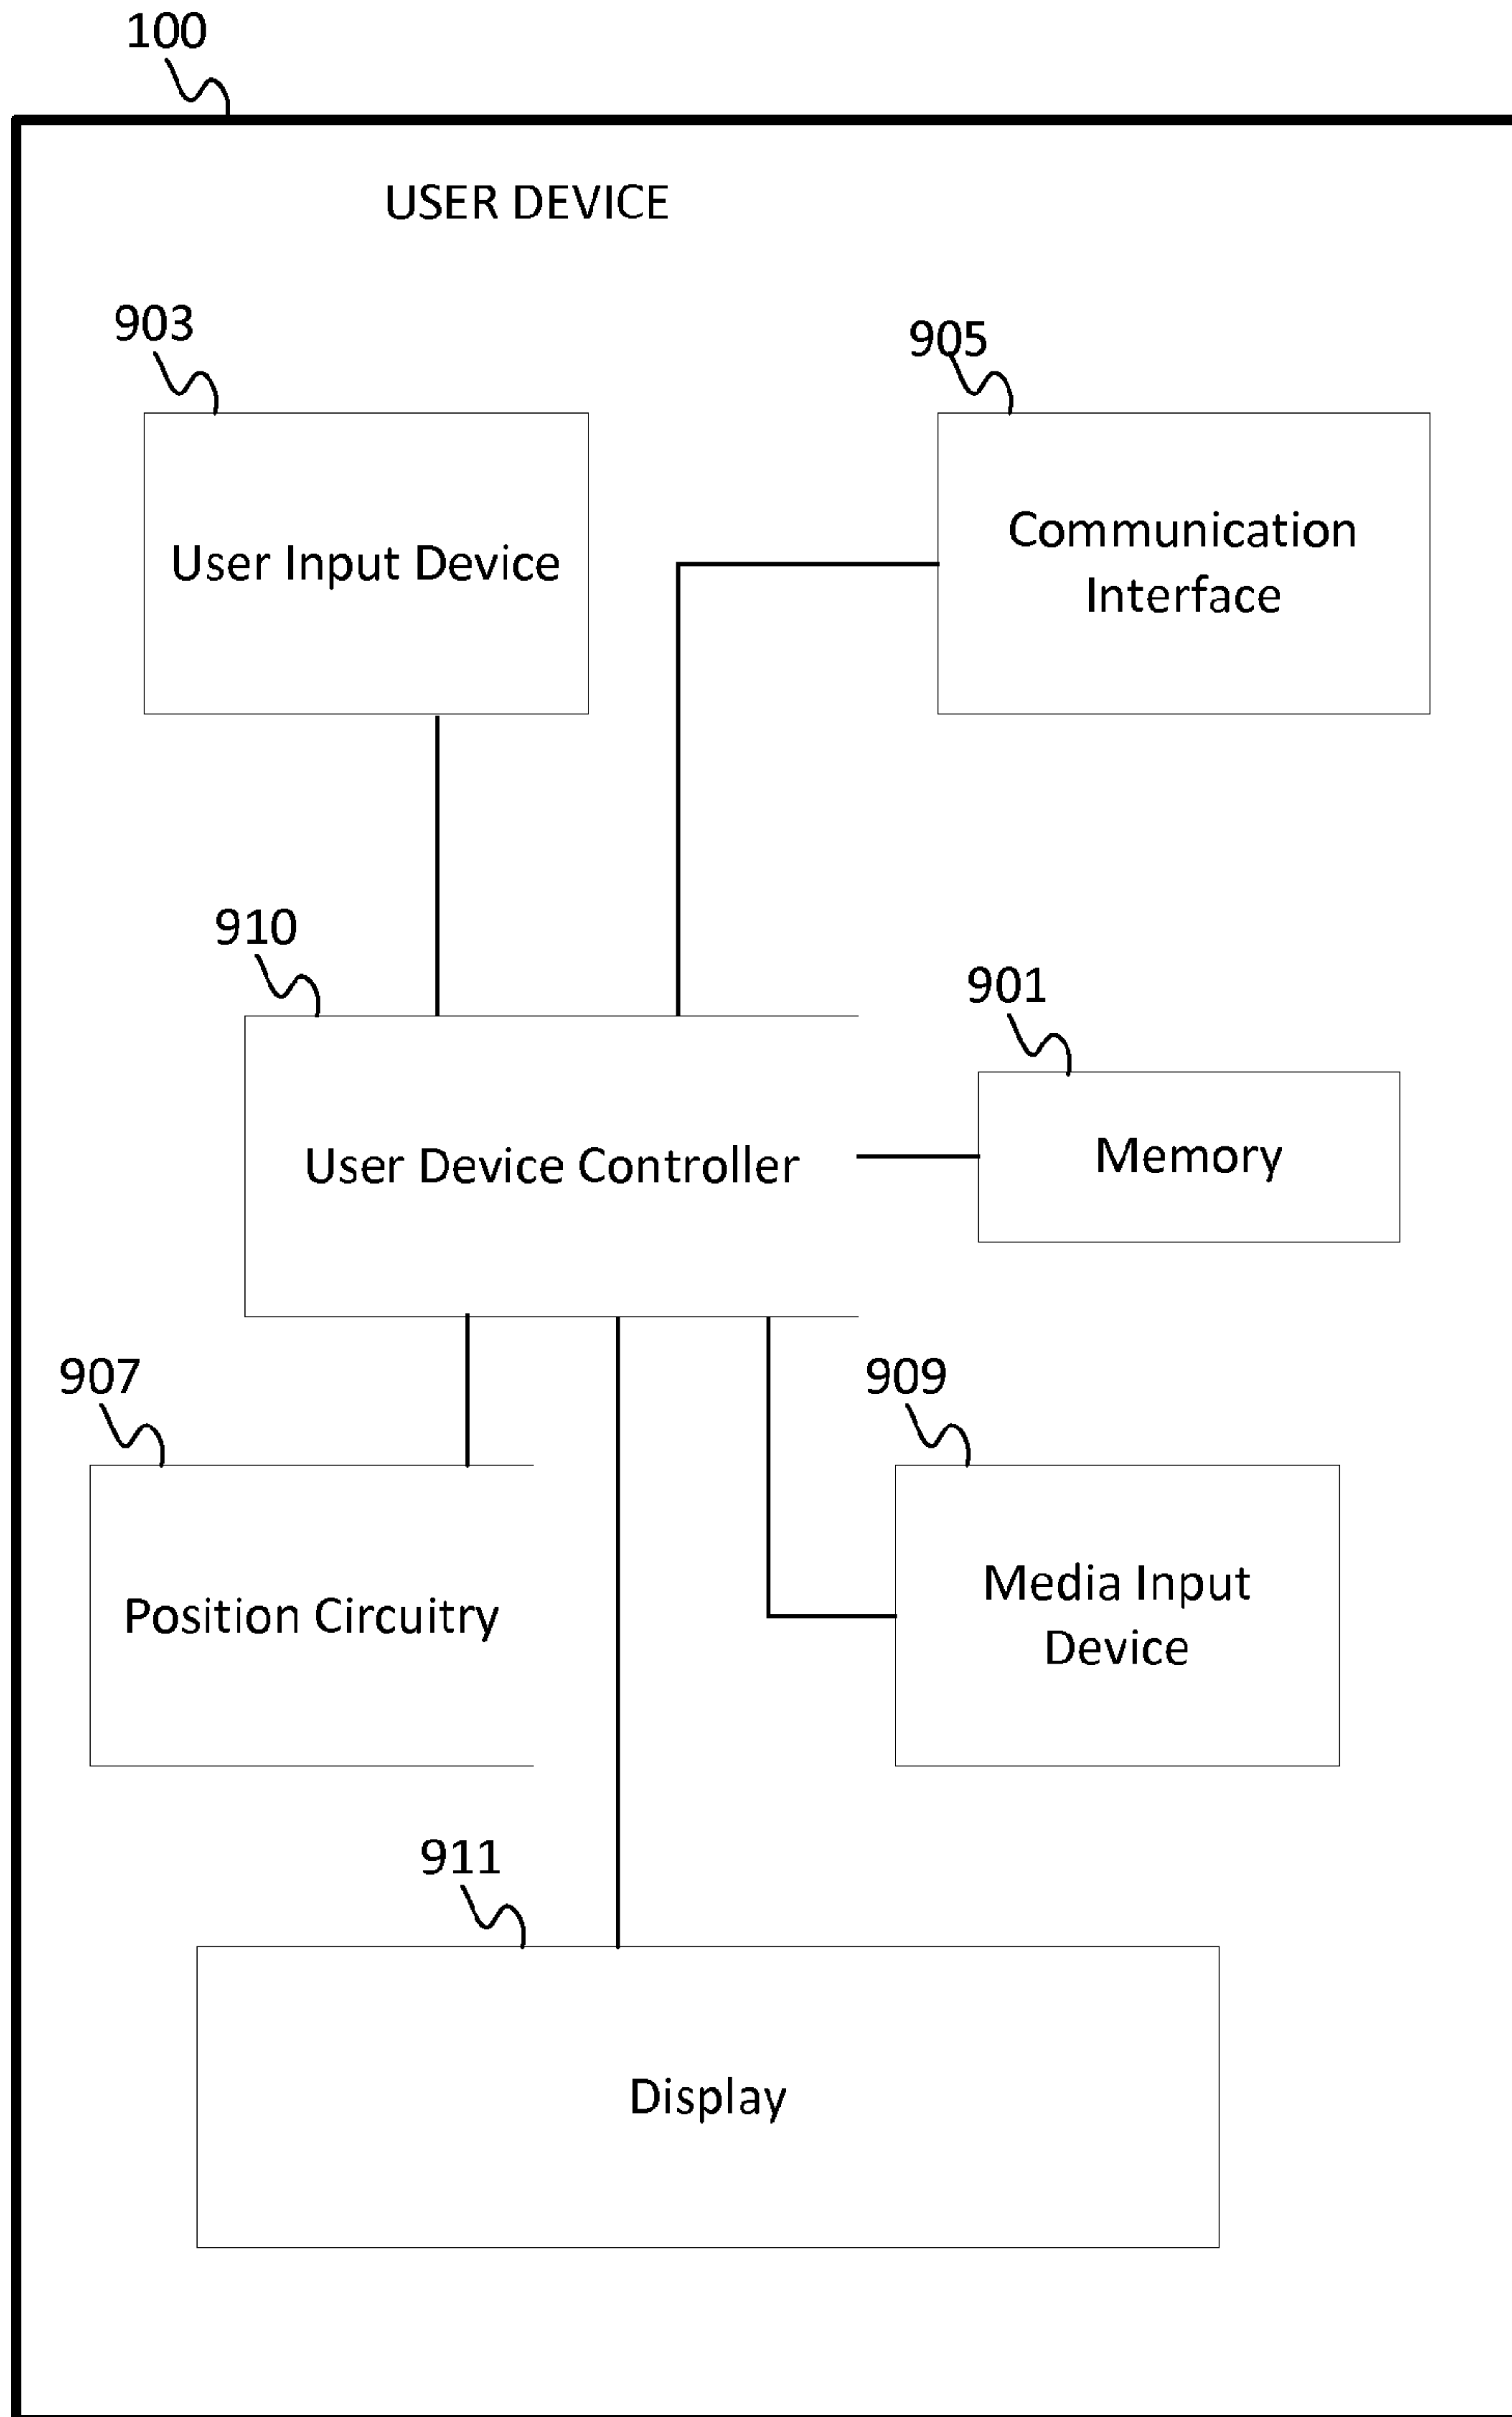 100
USER DEVICE
903
905
User Input Device
Communication
Interface
910
901
User Device Controller
Memory
907
909
Position Circuitry
Media Input
Device
911
Display